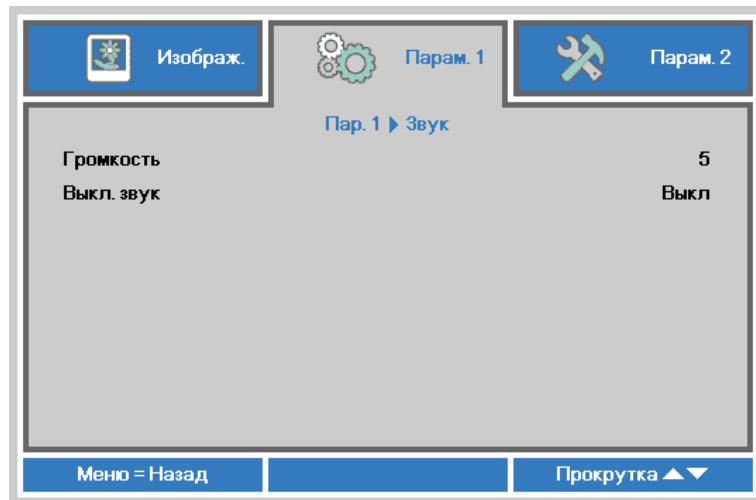 Изображ.
Парам. 1
Парам. 2
Пар. 1 ▶ Звук
Громкость 5
Выкл. звук Выкл
Меню = Назад
Прокрутка ▲▼